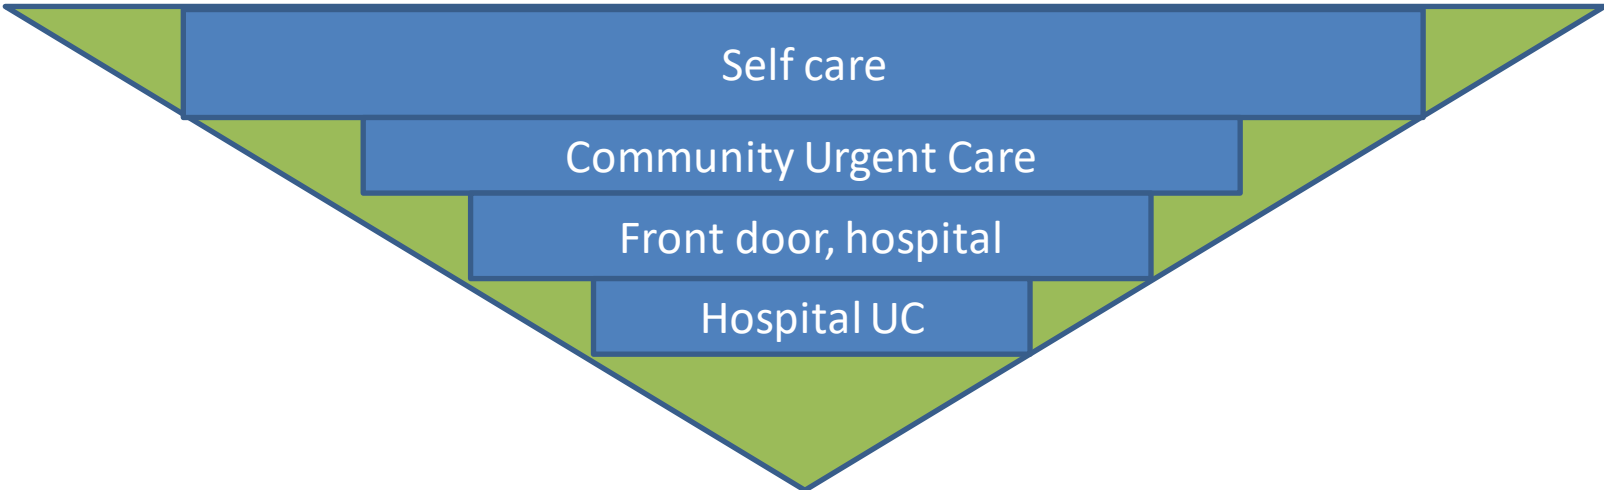 Self care
Community Urgent Care
Front door, hospital
Hospital UC